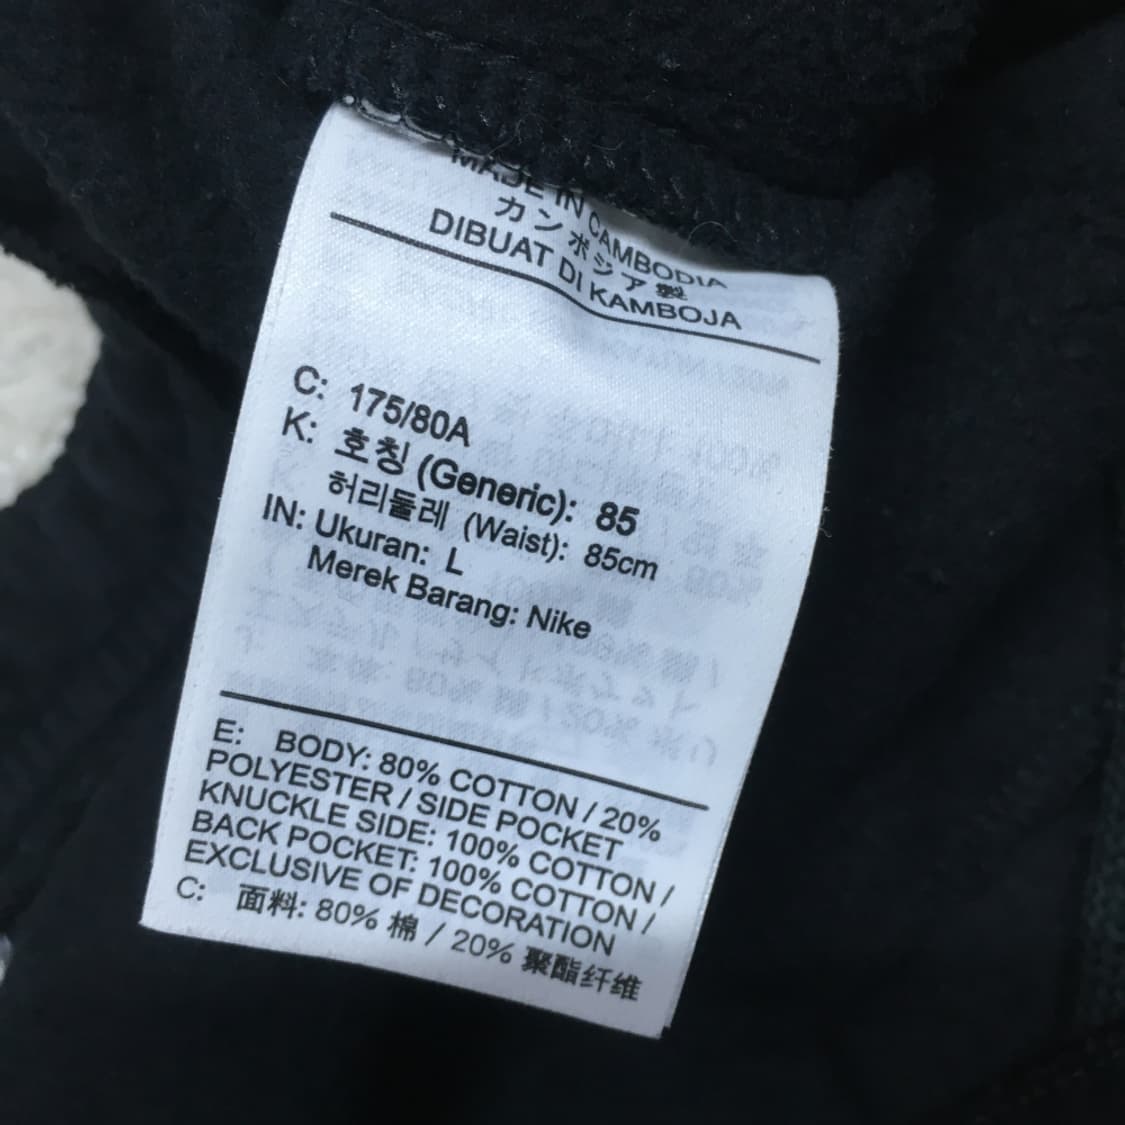 MADE IN CAMBODIA
カンボジア製
DIBUAT DI KAMBOJA
C: 175/80A
K: 호칭 (Generic): 85
허리둘레 (Waist): 85cm
IN: Ukuran: L
Merek Barang: Nike
E: BODY: 80% COTTON / 20%
POLYESTER / SIDE POCKET
KNUCKLE SIDE: 100% COTTON /
BACK POCKET: 100% COTTON /
EXCLUSIVE OF DECORATION
C: 面料: 80% 棉 / 20% 聚酯纤维